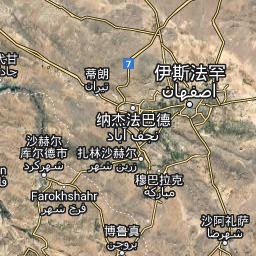 7
代甘
蒂朗
تیران
伊斯法罕
اصفهان
纳杰法巴德
نجف آباد
沙赫尔
库尔德市
شهرکرد
扎林沙赫尔
زرین شهر
Farokhshahr
فرخ شهر
穆巴拉克
مبارکه
博鲁真
بروجن
沙阿礼萨
شهرضا